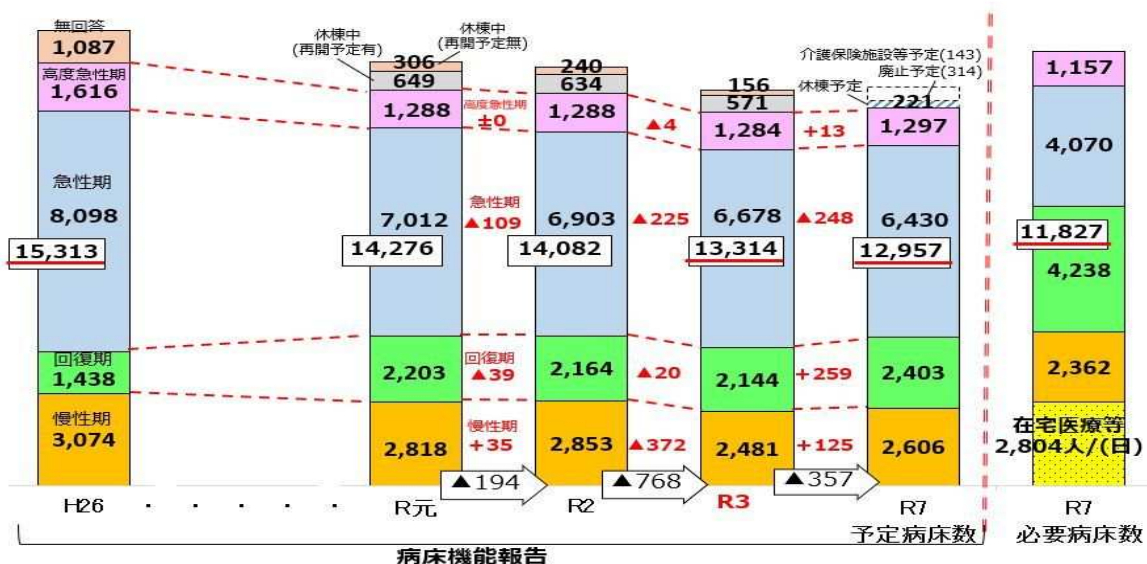 無回答
1,087
高度急性期
1,616
急性期
8,098
15,313
回復期
1,438
慢性期
3,074
休棟中
(再開予定有)
休棟中
(再開予定無)
306
649
1,288
7,012
14,276
2,203
2,818
高度急性期
±0
急性期
▲109
回復期
▲39
慢性期
+35
240
634
1,288
6,903
14,082
2,164
2,853
▲4
▲225
▲20
▲372
156
571
1,284
6,678
13,314
2,144
2,481
+13
▲248
+259
+125
介護保険施設等予定(143)
廃止予定(314)
休棟予定
221
1,297
6,430
12,957
2,403
2,606
1,157
4,070
11,827
4,238
2,362
在宅医療等
2,804人/(日)
▲194
▲768
▲357
H26 ・ ・ ・ ・ ・ R元 R2 R3 R7 R7
予定病床数 必要病床数
病床機能報告